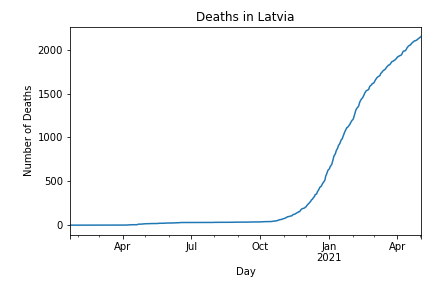 Deaths in Latvia
Number of Deaths
2000
1500
1000
500
0
Apr
Jul
Oct
Jan
2021
Apr
Day